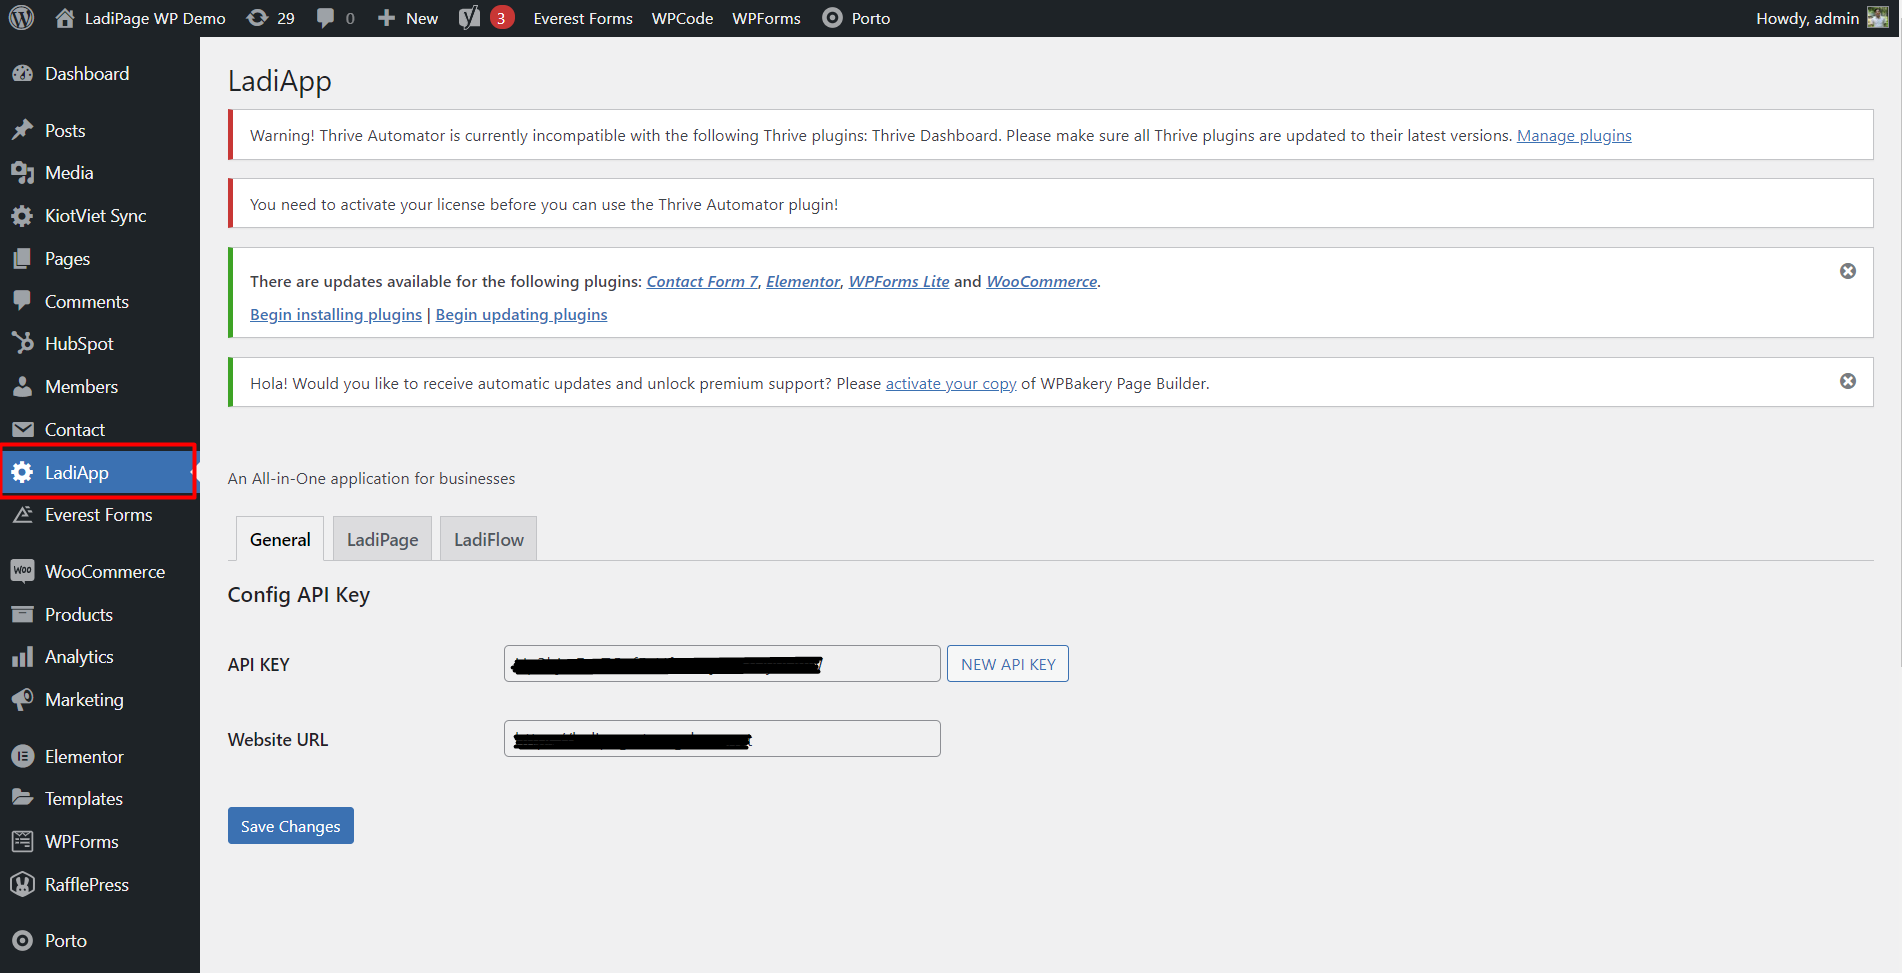 LadiPage WP Demo 29 0 New 3 Everest Forms WPCode WPForms Porto Howdy, admin
Dashboard
Posts
Media
KiotViet Sync
Pages
Comments
HubSpot
Members
Contact
LadiApp
Everest Forms
Woo WooCommerce
Products
Analytics
Marketing
Elementor
Templates
WPForms
RafflePress
Porto
LadiApp
Warning! Thrive Automator is currently incompatible with the following Thrive plugins: Thrive Dashboard. Please make sure all Thrive plugins are updated to their latest versions. Manage plugins
You need to activate your license before you can use the Thrive Automator plugin!
There are updates available for the following plugins: Contact Form 7, Elementor, WPForms Lite and WooCommerce.
Begin installing plugins | Begin updating plugins
Hola! Would you like to receive automatic updates and unlock premium support? Please activate your copy of WPBakery Page Builder.
An All-in-One application for businesses
General LadiPage LadiFlow
Config API Key
API KEY NEW API KEY
Website URL
Save Changes